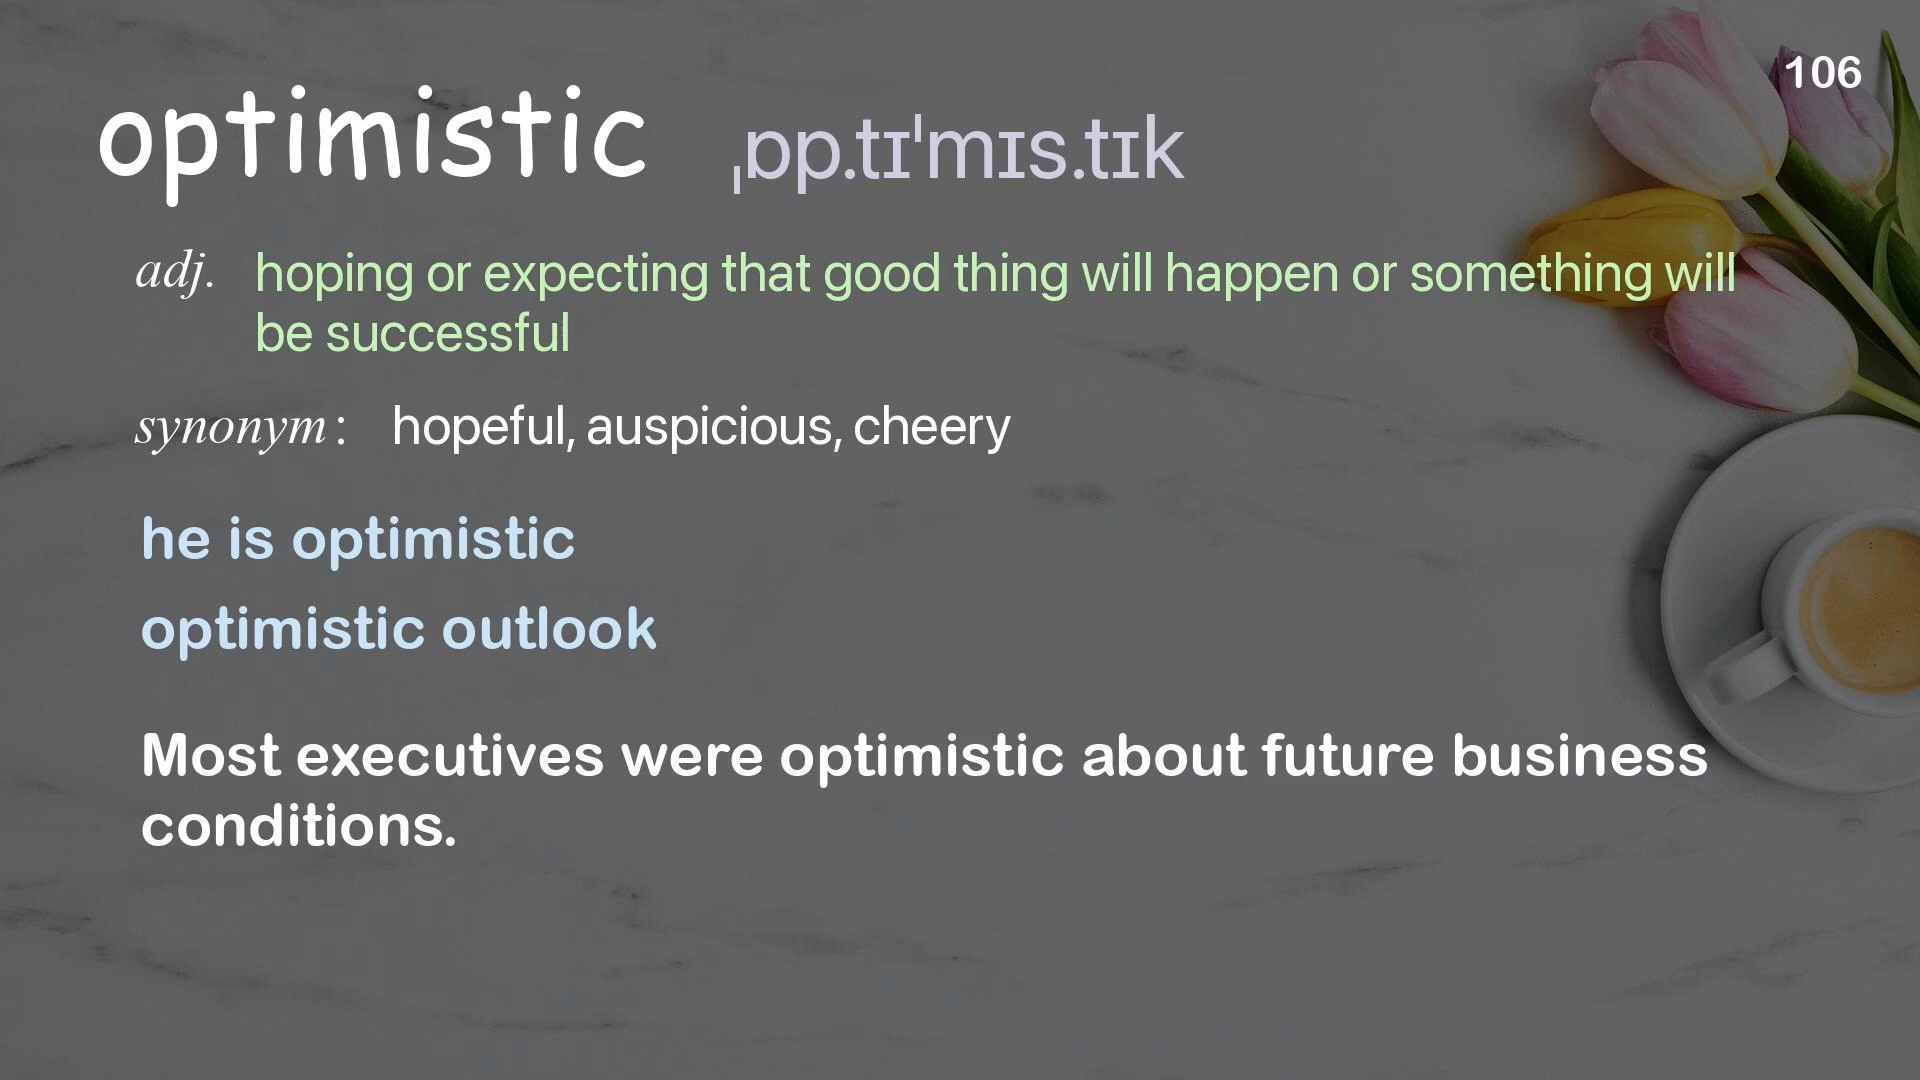 106
optimistic ˌɒp.tɪˈmɪs.tɪk
adj. hoping or expecting that good thing will happen or something will
be successful
synonym: hopeful, auspicious, cheery
he is optimistic
optimistic outlook
Most executives were optimistic about future business
conditions.